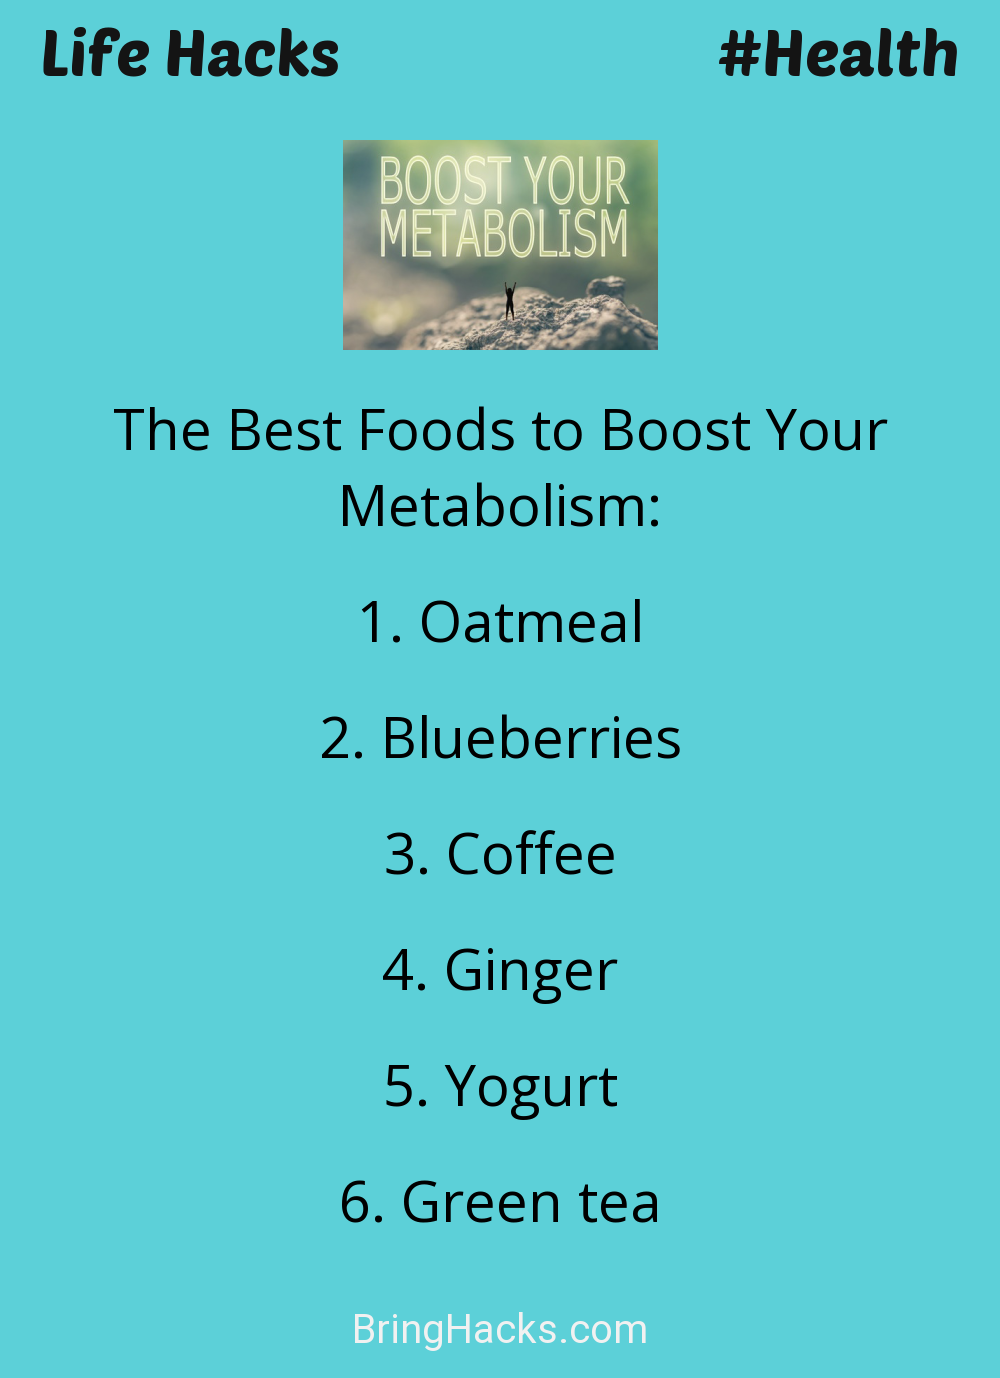 Life Hacks
#Health
BOOST YOUR
METABOLISM
The Best Foods to Boost Your
Metabolism:
1. Oatmeal
2. Blueberries
3. Coffee
4. Ginger
5. Yogurt
6. Green tea
BringHacks.com